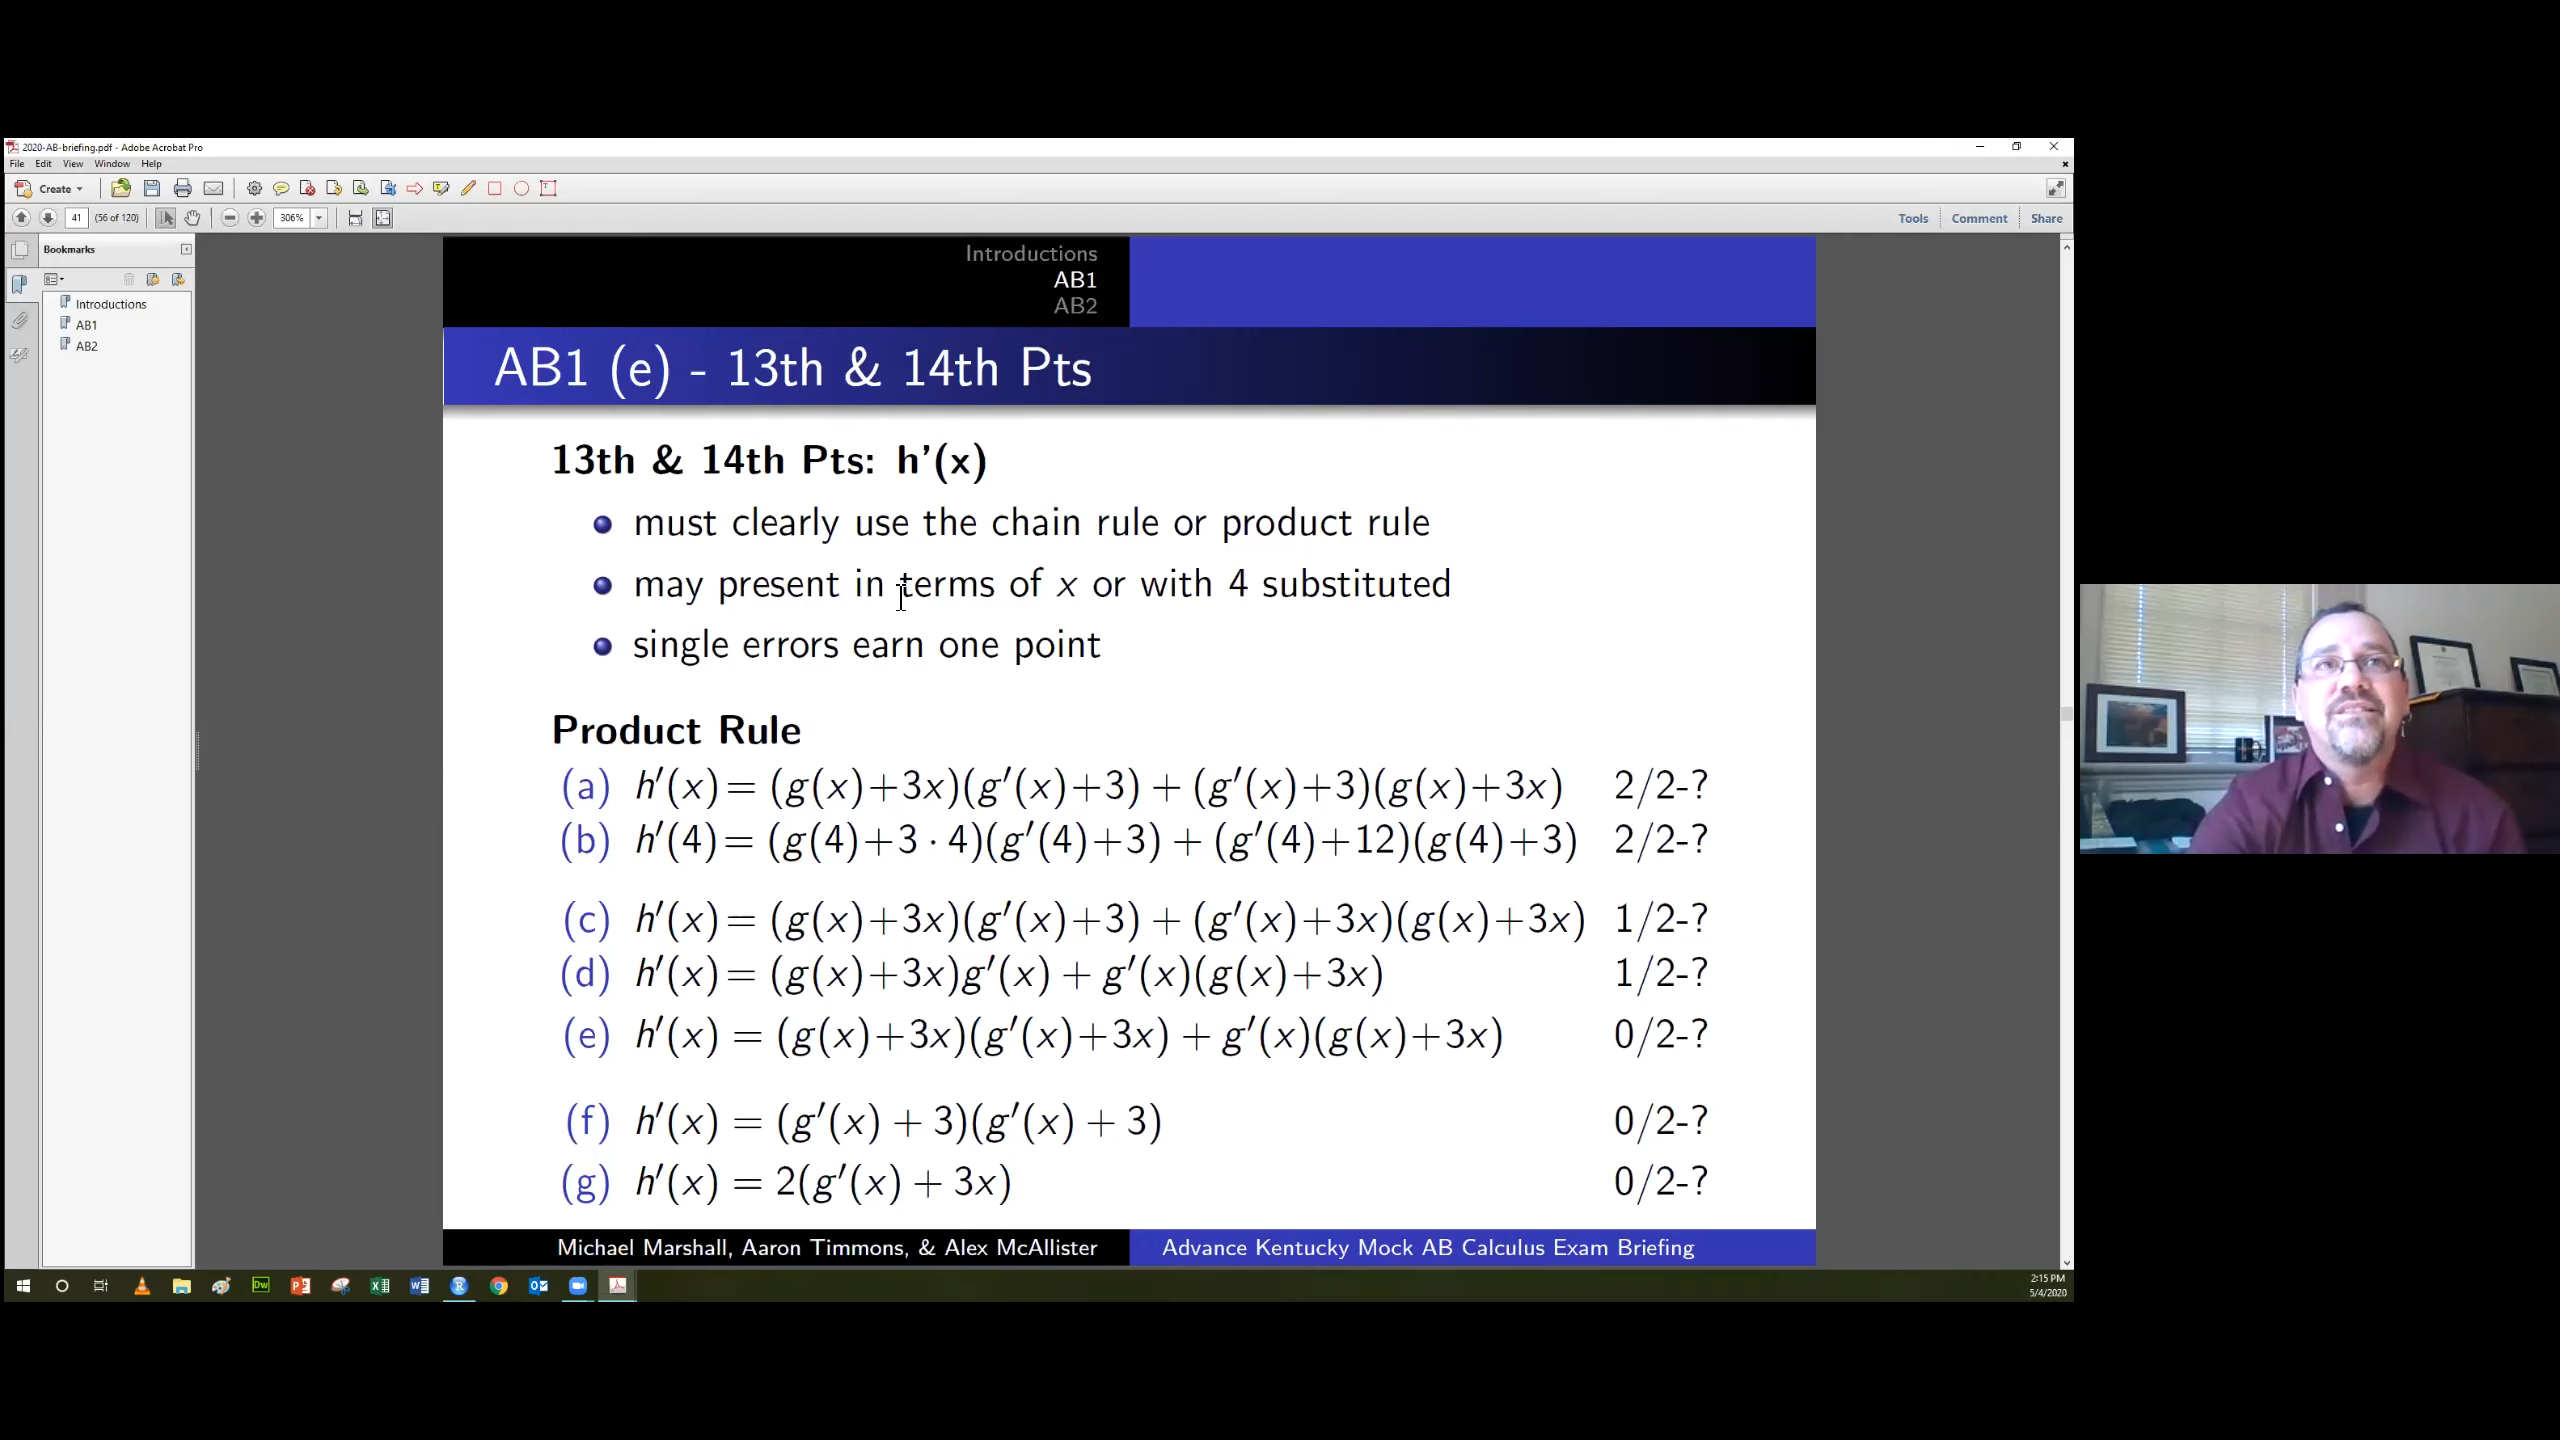 2020-AB-briefing.pdf - Adobe Acrobat Pro
File Edit View Window Help
Create
41 (56 of 120) 306% Tools Comment Share
Bookmarks
Introductions
AB1
AB2
Introductions
AB1
AB2
AB1 (e) - 13th & 14th Pts
13th & 14th Pts: h'(x)
must clearly use the chain rule or product rule
may present in terms of x or with 4 substituted
single errors earn one point
Product Rule
(a) h′(x) = (g(x)+3x)(g′(x)+3) + (g′(x)+3)(g(x)+3x) 2/2-?
(b) h′(4) = (g(4)+3 · 4)(g′(4)+3) + (g′(4)+12)(g(4)+3) 2/2-?
(c) h′(x) = (g(x)+3x)(g′(x)+3) + (g′(x)+3x)(g(x)+3x) 1/2-?
(d) h′(x) = (g(x)+3x)g′(x) + g′(x)(g(x)+3x) 1/2-?
(e) h′(x) = (g(x)+3x)(g′(x)+3x) + g′(x)(g(x)+3x) 0/2-?
(f) h′(x) = (g′(x) + 3)(g′(x) + 3) 0/2-?
(g) h′(x) = 2(g′(x) + 3x) 0/2-?
Michael Marshall, Aaron Timmons, & Alex McAllister Advance Kentucky Mock AB Calculus Exam Briefing
2:15 PM
5/4/2020